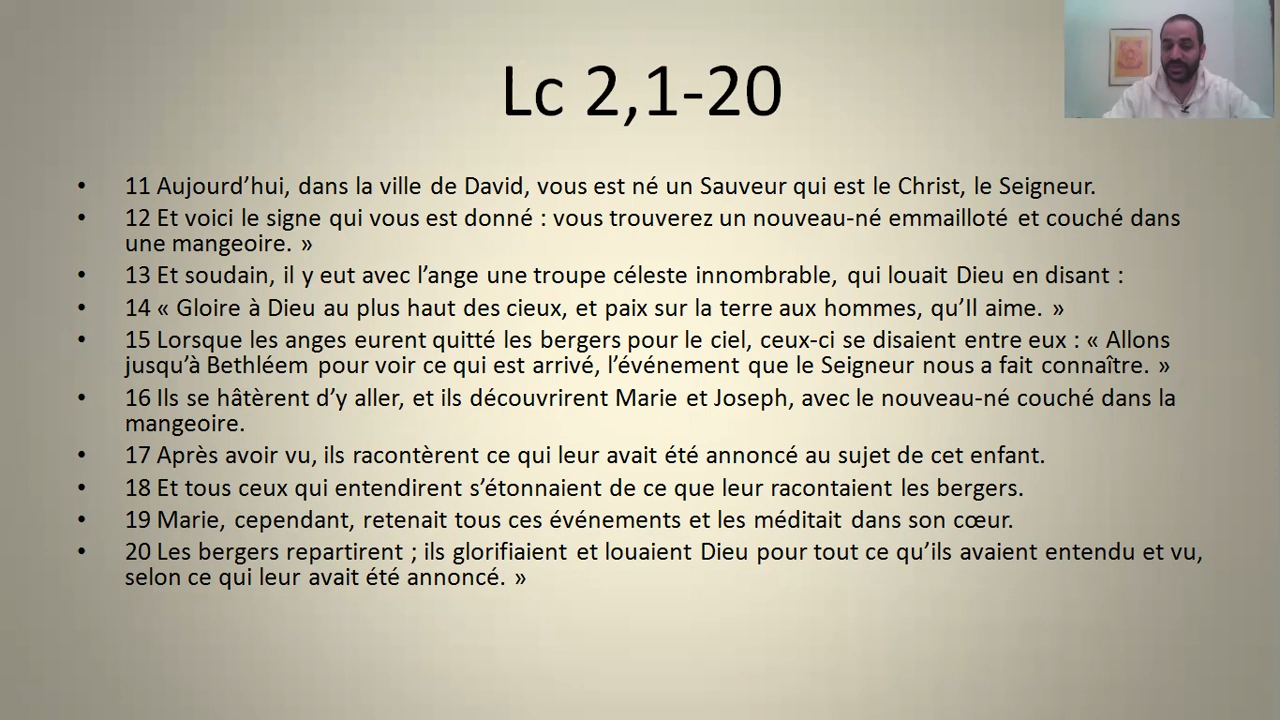 Lc 2,1-20
• 11 Aujourd’hui, dans la ville de David, vous est né un Sauveur qui est le Christ, le Seigneur.
• 12 Et voici le signe qui vous est donné : vous trouverez un nouveau-né emmailloté et couché dans
une mangeoire. »
• 13 Et soudain, il y eut avec l’ange une troupe céleste innombrable, qui louait Dieu en disant :
• 14 « Gloire à Dieu au plus haut des cieux, et paix sur la terre aux hommes, qu’Il aime. »
• 15 Lorsque les anges eurent quitté les bergers pour le ciel, ceux-ci se disaient entre eux : « Allons
jusqu’à Bethléem pour voir ce qui est arrivé, l’événement que le Seigneur nous a fait connaître. »
• 16 Ils se hâtèrent d’y aller, et ils découvrirent Marie et Joseph, avec le nouveau-né couché dans la
mangeoire.
• 17 Après avoir vu, ils racontèrent ce qui leur avait été annoncé au sujet de cet enfant.
• 18 Et tous ceux qui entendirent s’étonnaient de ce que leur racontaient les bergers.
• 19 Marie, cependant, retenait tous ces événements et les méditait dans son cœur.
• 20 Les bergers repartirent ; ils glorifiaient et louaient Dieu pour tout ce qu’ils avaient entendu et vu,
selon ce qui leur avait été annoncé. »